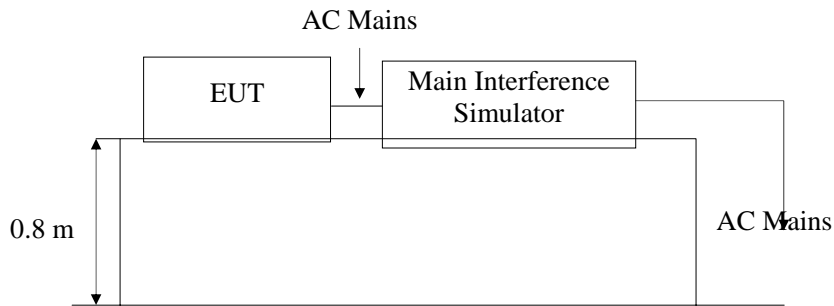 AC Mains
EUT
Main Interference
Simulator
0.8 m
AC Mains